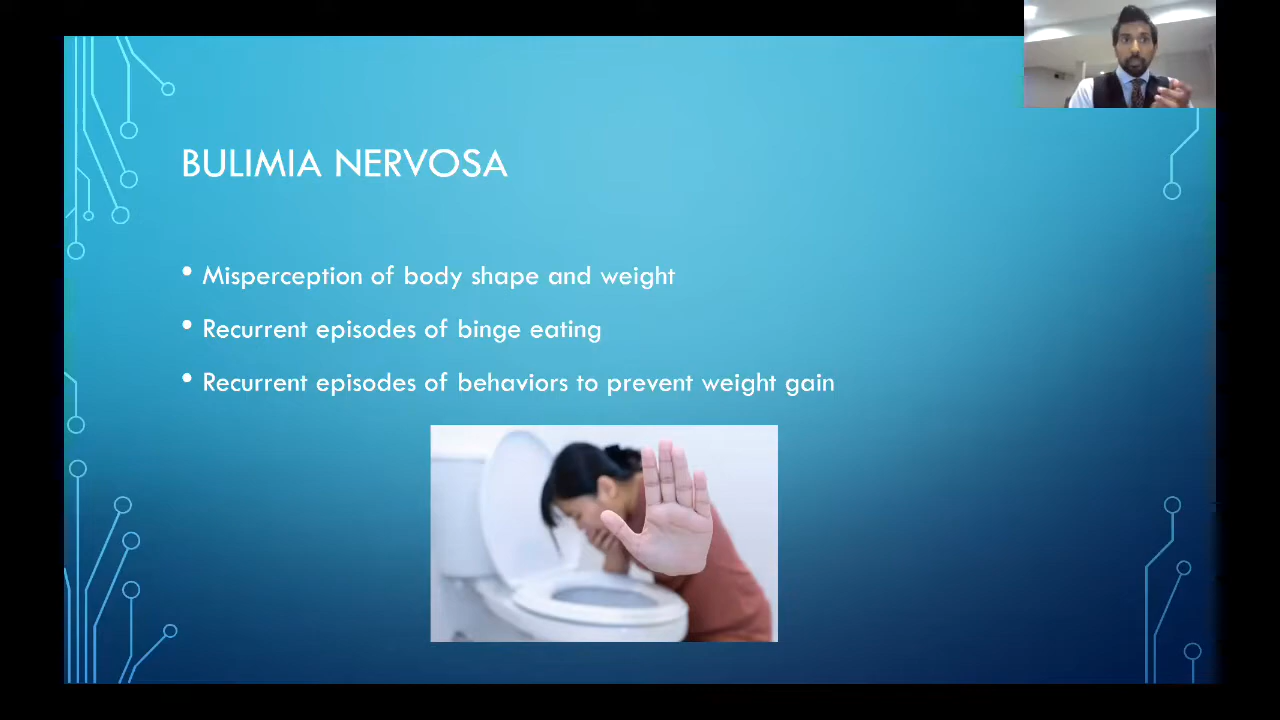 BULIMIA NERVOSA
• Misperception of body shape and weight
• Recurrent episodes of binge eating
• Recurrent episodes of behaviors to prevent weight gain